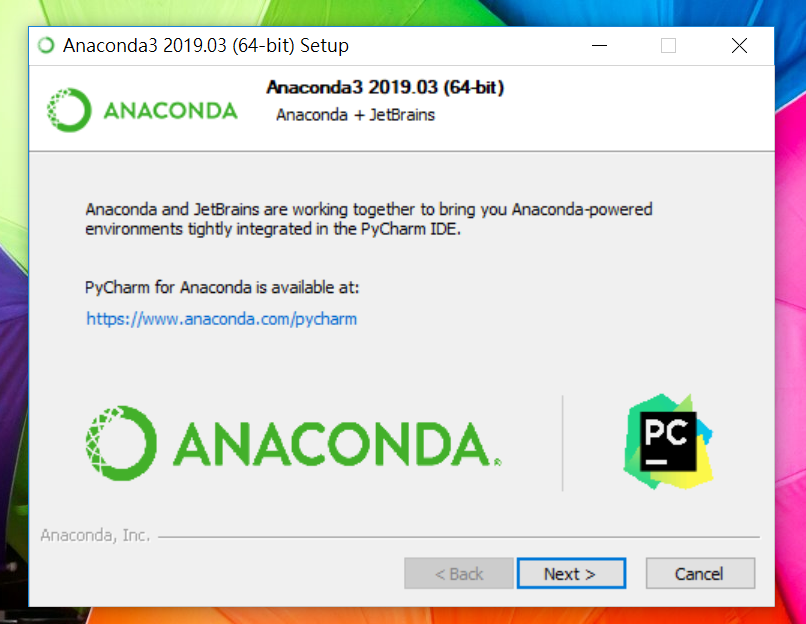 Anaconda3 2019.03 (64-bit) Setup
Anaconda3 2019.03 (64-bit)
ANACONDA
Anaconda + JetBrains
Anaconda and JetBrains are working together to bring you Anaconda-powered
environments tightly integrated in the PyCharm IDE.
PyCharm for Anaconda is available at:
https://www.anaconda.com/pycharm
ANACONDA®
PC
Anaconda, Inc.
< Back
Next >
Cancel